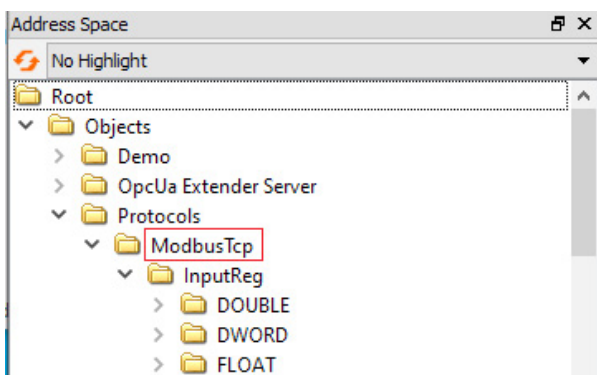 Address Space
No Highlight
Root
Objects
Demo
OpcUa Extender Server
Protocols
ModbusTcp
InputReg
DOUBLE
DWORD
FLOAT